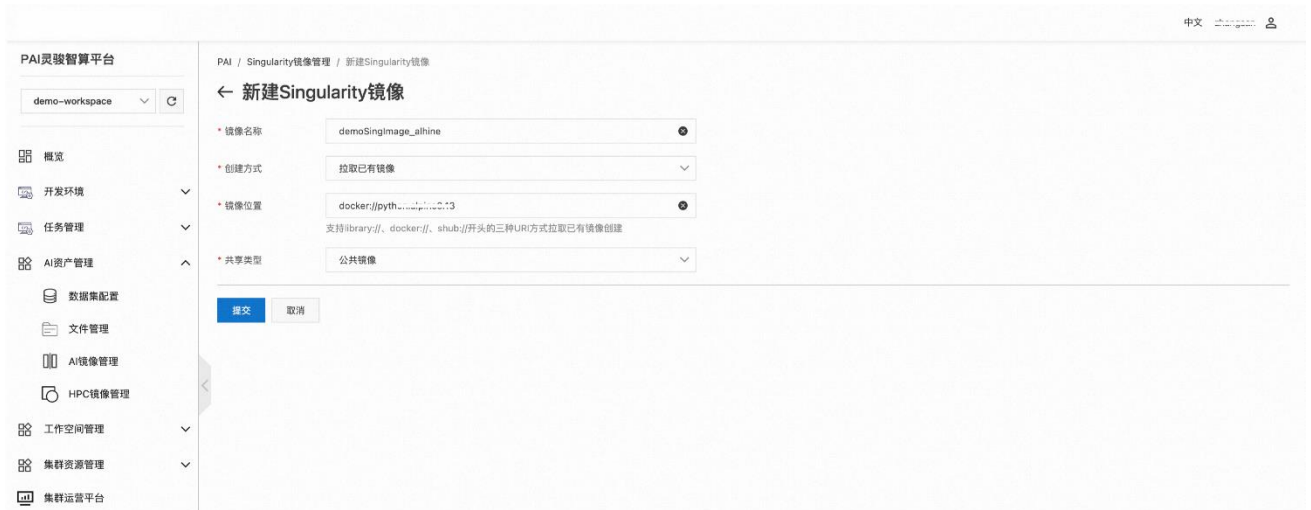 中文
PAI灵骏智算平台
demo-workspace
概览
开发环境
任务管理
AI资产管理
数据集配置
文件管理
AI镜像管理
HPC镜像管理
工作空间管理
集群资源管理
集群运营平台
PAI / Singularity镜像管理 / 新建Singularity镜像
← 新建Singularity镜像
* 镜像名称 demoSingImage_alhine
* 创建方式 拉取已有镜像
* 镜像位置
支持library://、docker://、shub://开头的三种URI方式拉取已有镜像创建
* 共享类型 公共镜像
提交 取消